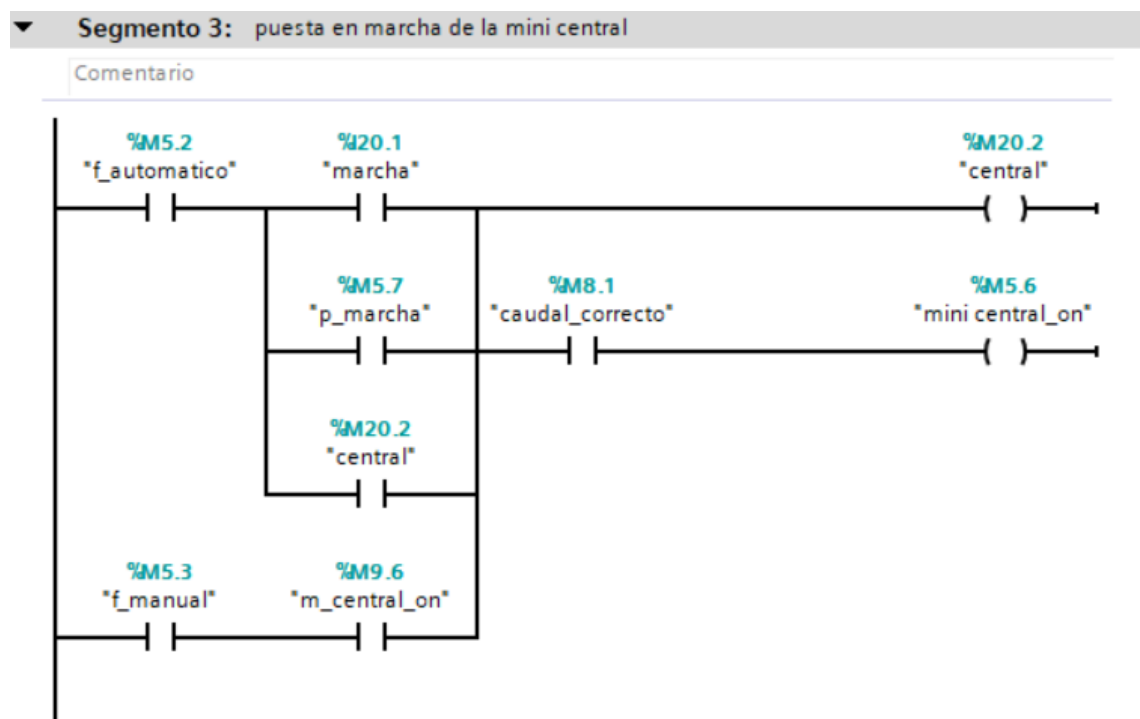 Segmento 3: puesta en marcha de la mini central
Comentario
%M5.2 %I20.1 %M20.2
"f_automatico" "marcha" "central"
%M5.7 %M8.1 %M5.6
"p_marcha" "caudal_correcto" "mini central_on"
%M20.2
"central"
%M5.3 %M9.6
"f_manual" "m_central_on"